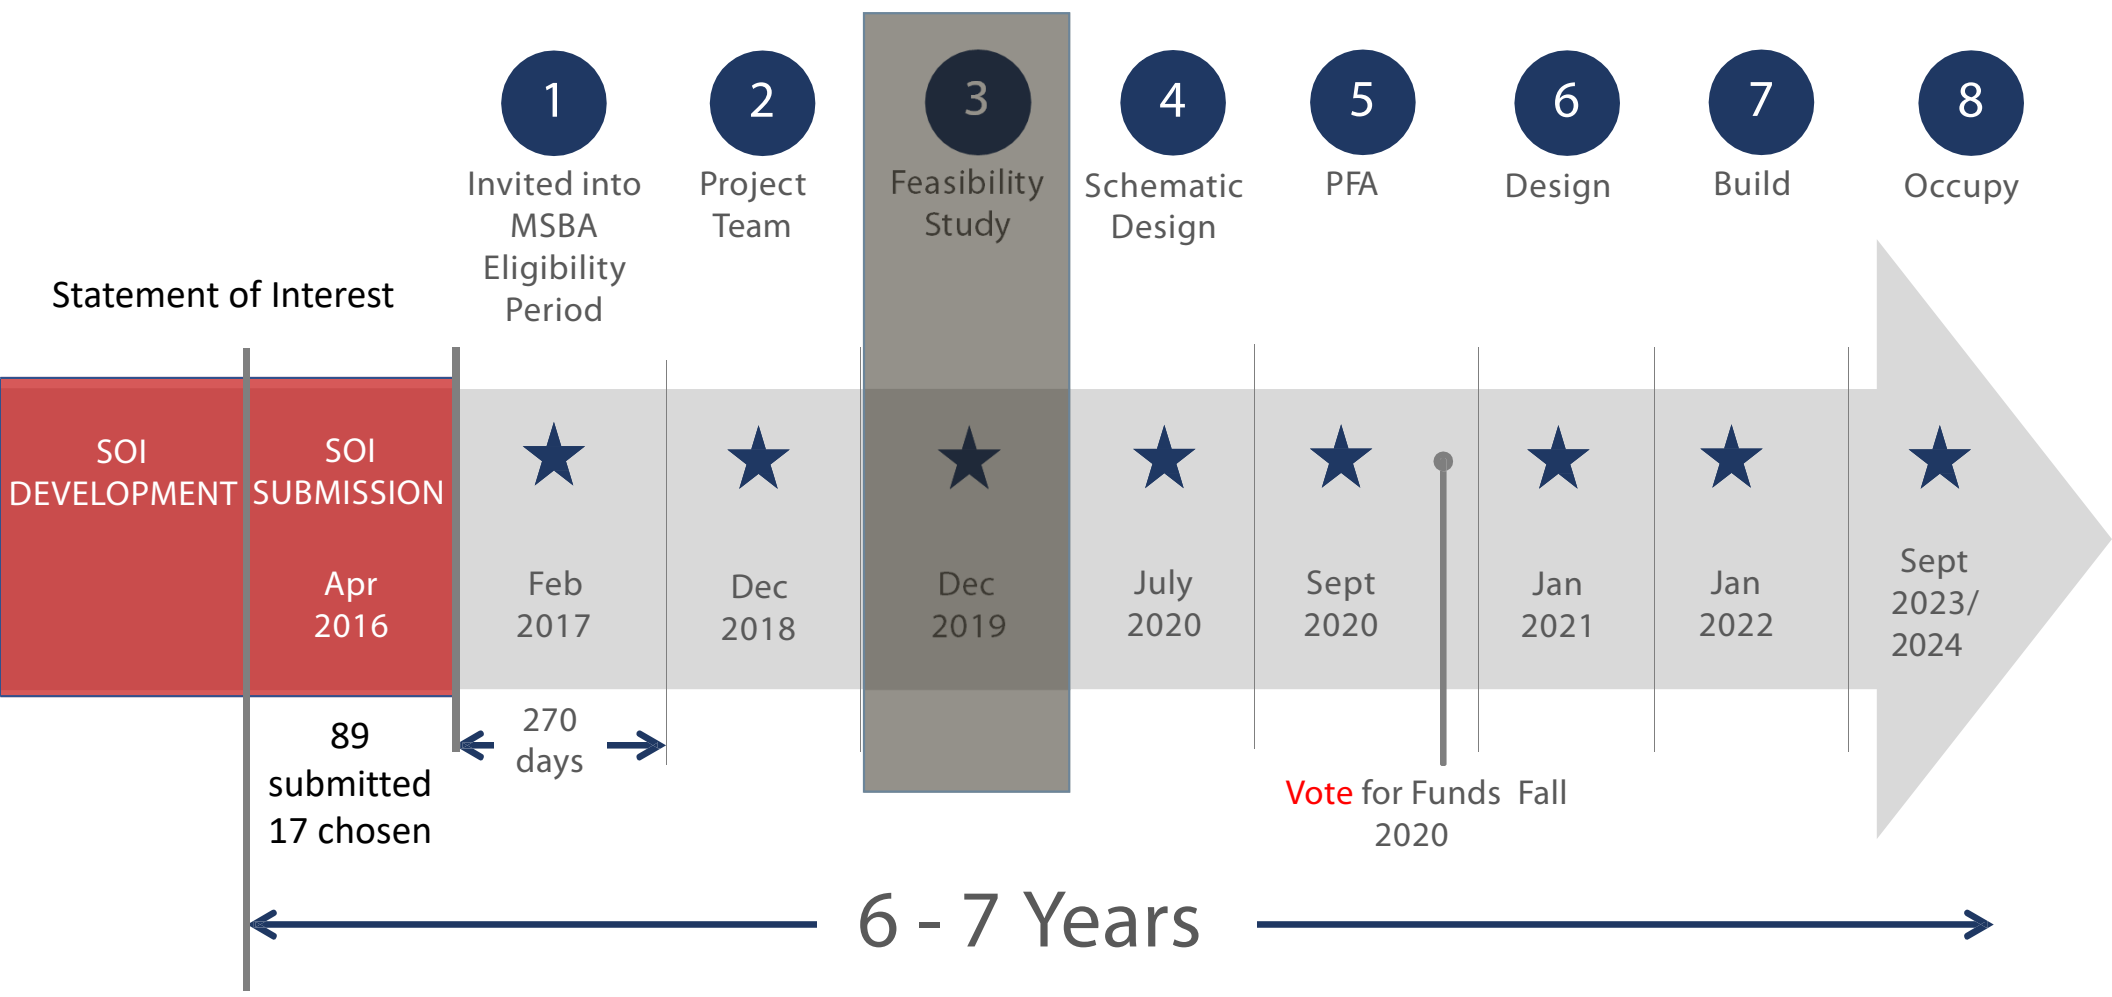 1
Invited into
MSBA
Eligibility
Period
2
Project
Team
3
Feasibility
Study
4
Schematic
Design
5
PFA
6
Design
7
Build
8
Occupy
Statement of Interest
SOI
DEVELOPMENT
SOI
SUBMISSION
Apr
2016
Feb
2017
Dec
2018
Dec
2019
July
2020
Sept
2020
Jan
2021
Jan
2022
Sept
2023/
2024
89
submitted
17 chosen
270
days
Vote for Funds Fall
2020
6 - 7 Years